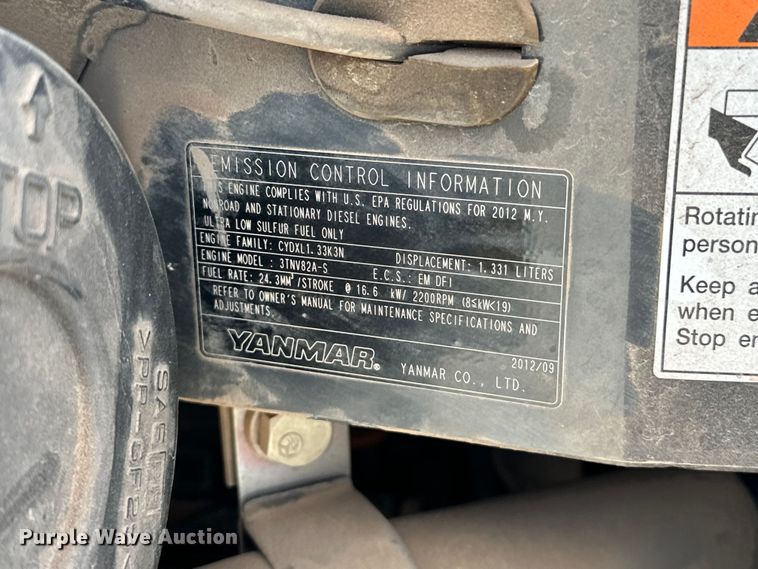 EMISSION CONTROL INFORMATION
THIS ENGINE COMPLIES WITH U.S. EPA REGULATIONS FOR 2012 M.Y.
NONROAD AND STATIONARY DIESEL ENGINES.
ULTRA LOW SULFUR FUEL ONLY
ENGINE FAMILY: CYDXL1.33K3N DISPLACEMENT: 1.331 LITERS
ENGINE MODEL: 3TNV82A-S E.C.S.: EM DFI
FUEL RATE: 24.3MM³/STROKE @ 16.6 kW/ 2200RPM (8≤kW<19)
REFER TO OWNER'S MANUAL FOR MAINTENANCE SPECIFICATIONS AND
ADJUSTMENTS.
2012/09
YANMAR® YANMAR CO., LTD.
TOP
Rotatin
person
Keep a
when e
Stop en
Purple Wave Auction